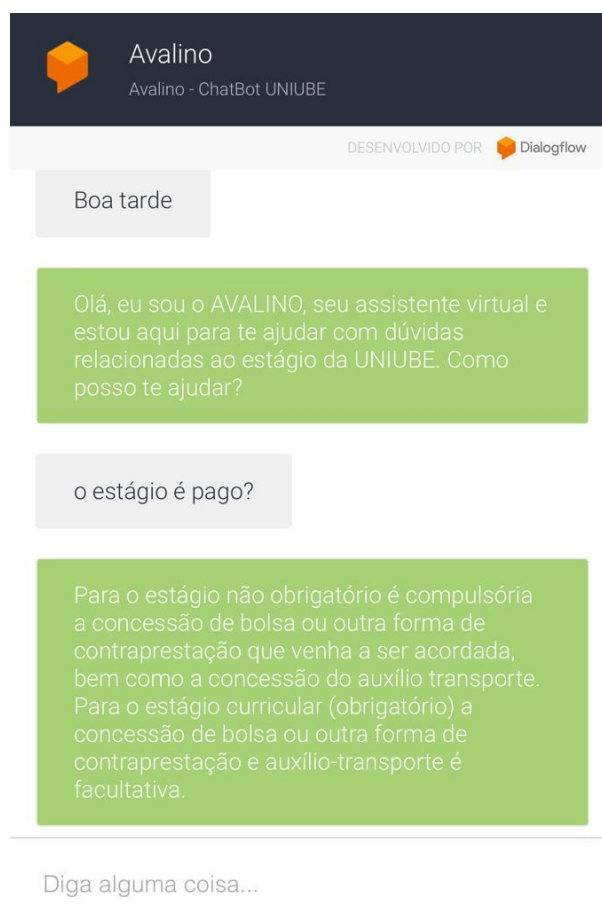 Avalino
Avalino - ChatBot UNIUBE
DESENVOLVIDO POR Dialogflow
Boa tarde
Olá, eu sou o AVALINO, seu assistente virtual e
estou aqui para te ajudar com dúvidas
relacionadas ao estágio da UNIUBE. Como
posso te ajudar?
o estágio é pago?
Para o estágio não obrigatório é compulsória
a concessão de bolsa ou outra forma de
contraprestação que venha a ser acordada,
bem como a concessão do auxílio transporte.
Para o estágio curricular (obrigatório) a
concessão de bolsa ou outra forma de
contraprestação e auxílio-transporte é
facultativa.
Diga alguma coisa...